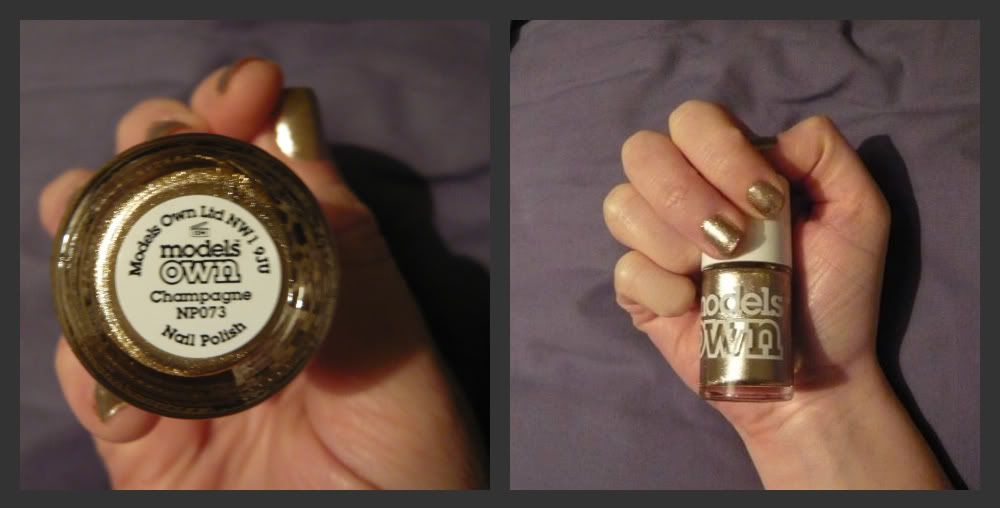 Models Own Ltd NW1 9JU
models
own
Champagne
NP073
Nail Polish
models
own